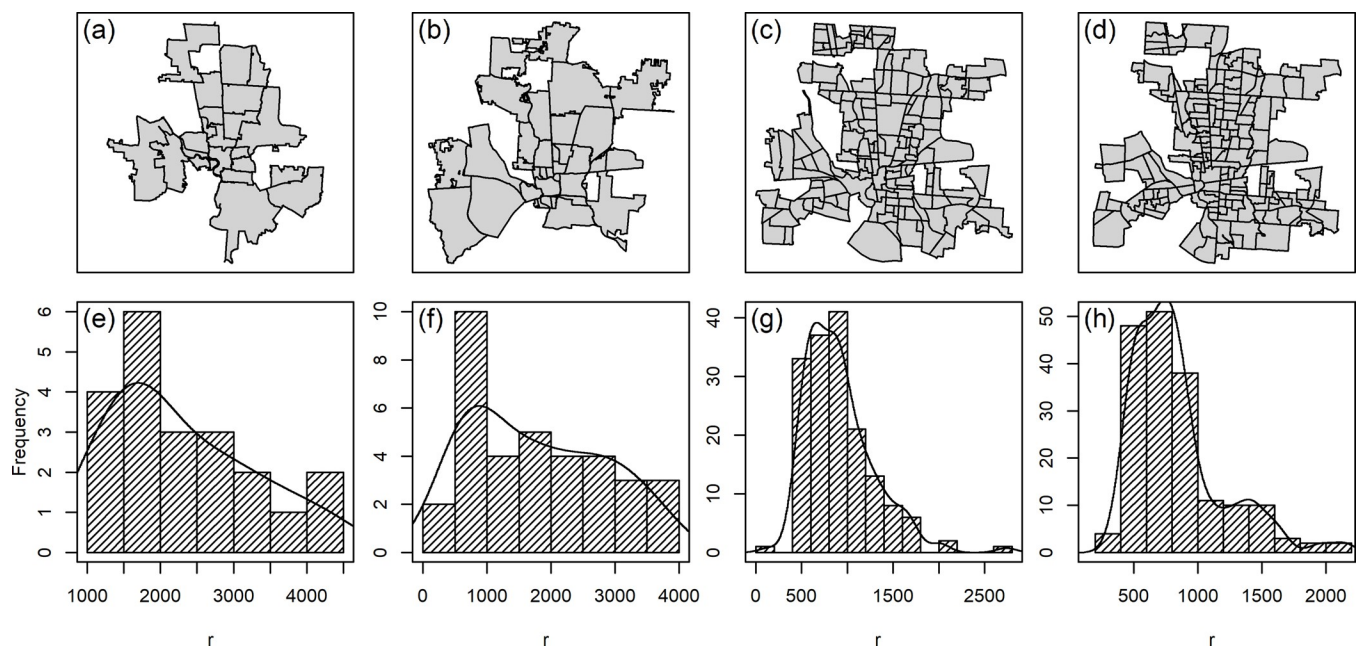 (a) (b) (c) (d)
(e) (f) (g) (h)
Frequency
0 1 2 3 4 5 6
1000 2000 3000 4000
r
0 2 4 6 8 10
0 1000 2000 3000 4000
r
0 10 20 30 40
0 500 1500 2500
r
0 10 20 30 40 50
500 1000 1500 2000
r